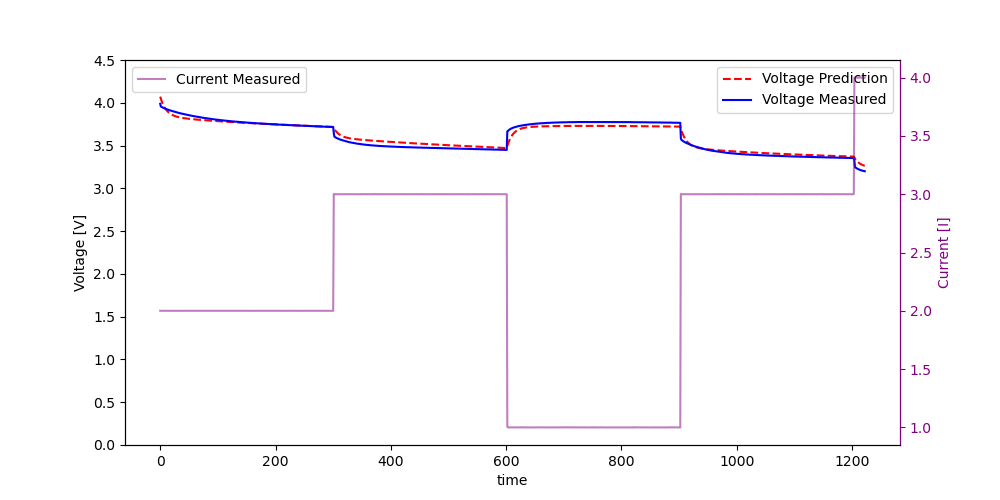 4.5
4.0
3.5
3.0
2.5
2.0
1.5
1.0
0.5
0.0
Voltage [V]
Current Measured
Voltage Prediction
Voltage Measured
4.0
3.5
3.0
2.5
2.0
1.5
1.0
Current [I]
0 200 400 600 800 1000 1200
time